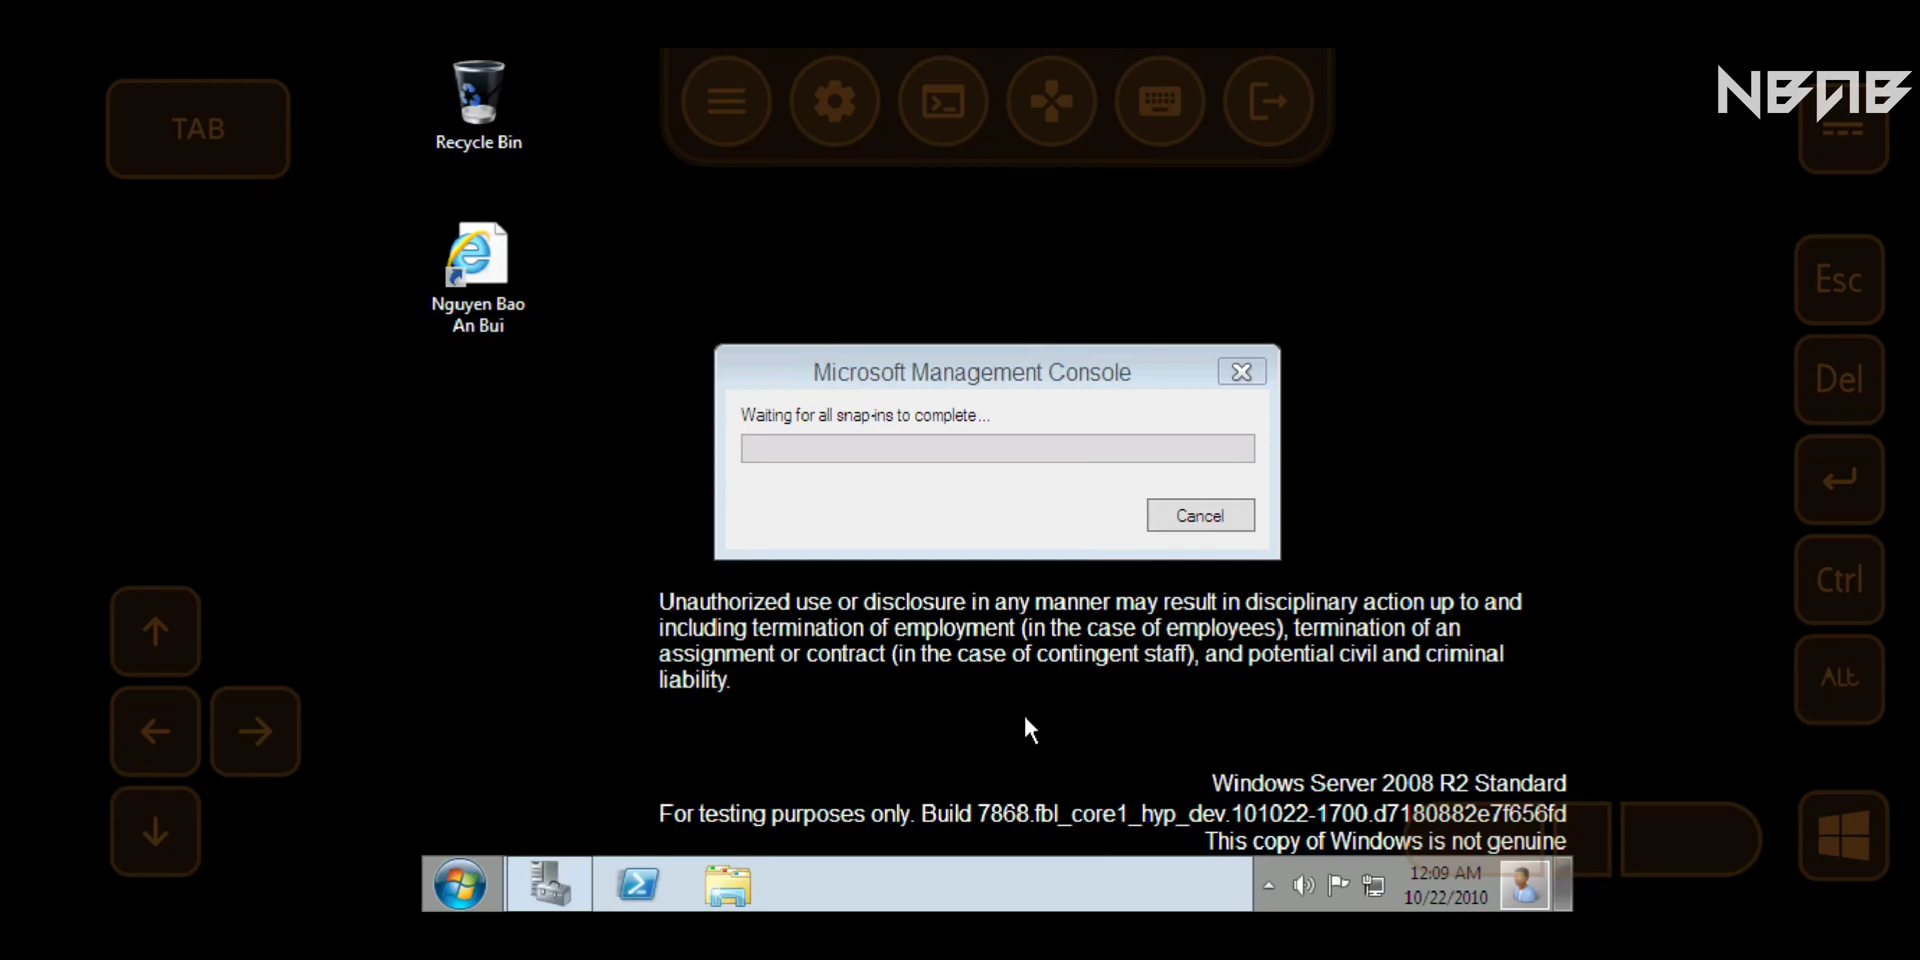 NBAB
TAB
Recycle Bin
Nguyen Bao
An Bui
Microsoft Management Console
Waiting for all snap-ins to complete...
Cancel
Esc
Del
Ctrl
Alt
Unauthorized use or disclosure in any manner may result in disciplinary action up to and
including termination of employment (in the case of employees), termination of an
assignment or contract (in the case of contingent staff), and potential civil and criminal
liability.
Windows Server 2008 R2 Standard
For testing purposes only. Build 7868.fbl_core1_hyp_dev.101022-1700.d7180882e7f656fd
This copy of Windows is not genuine
12:09 AM
10/22/2010